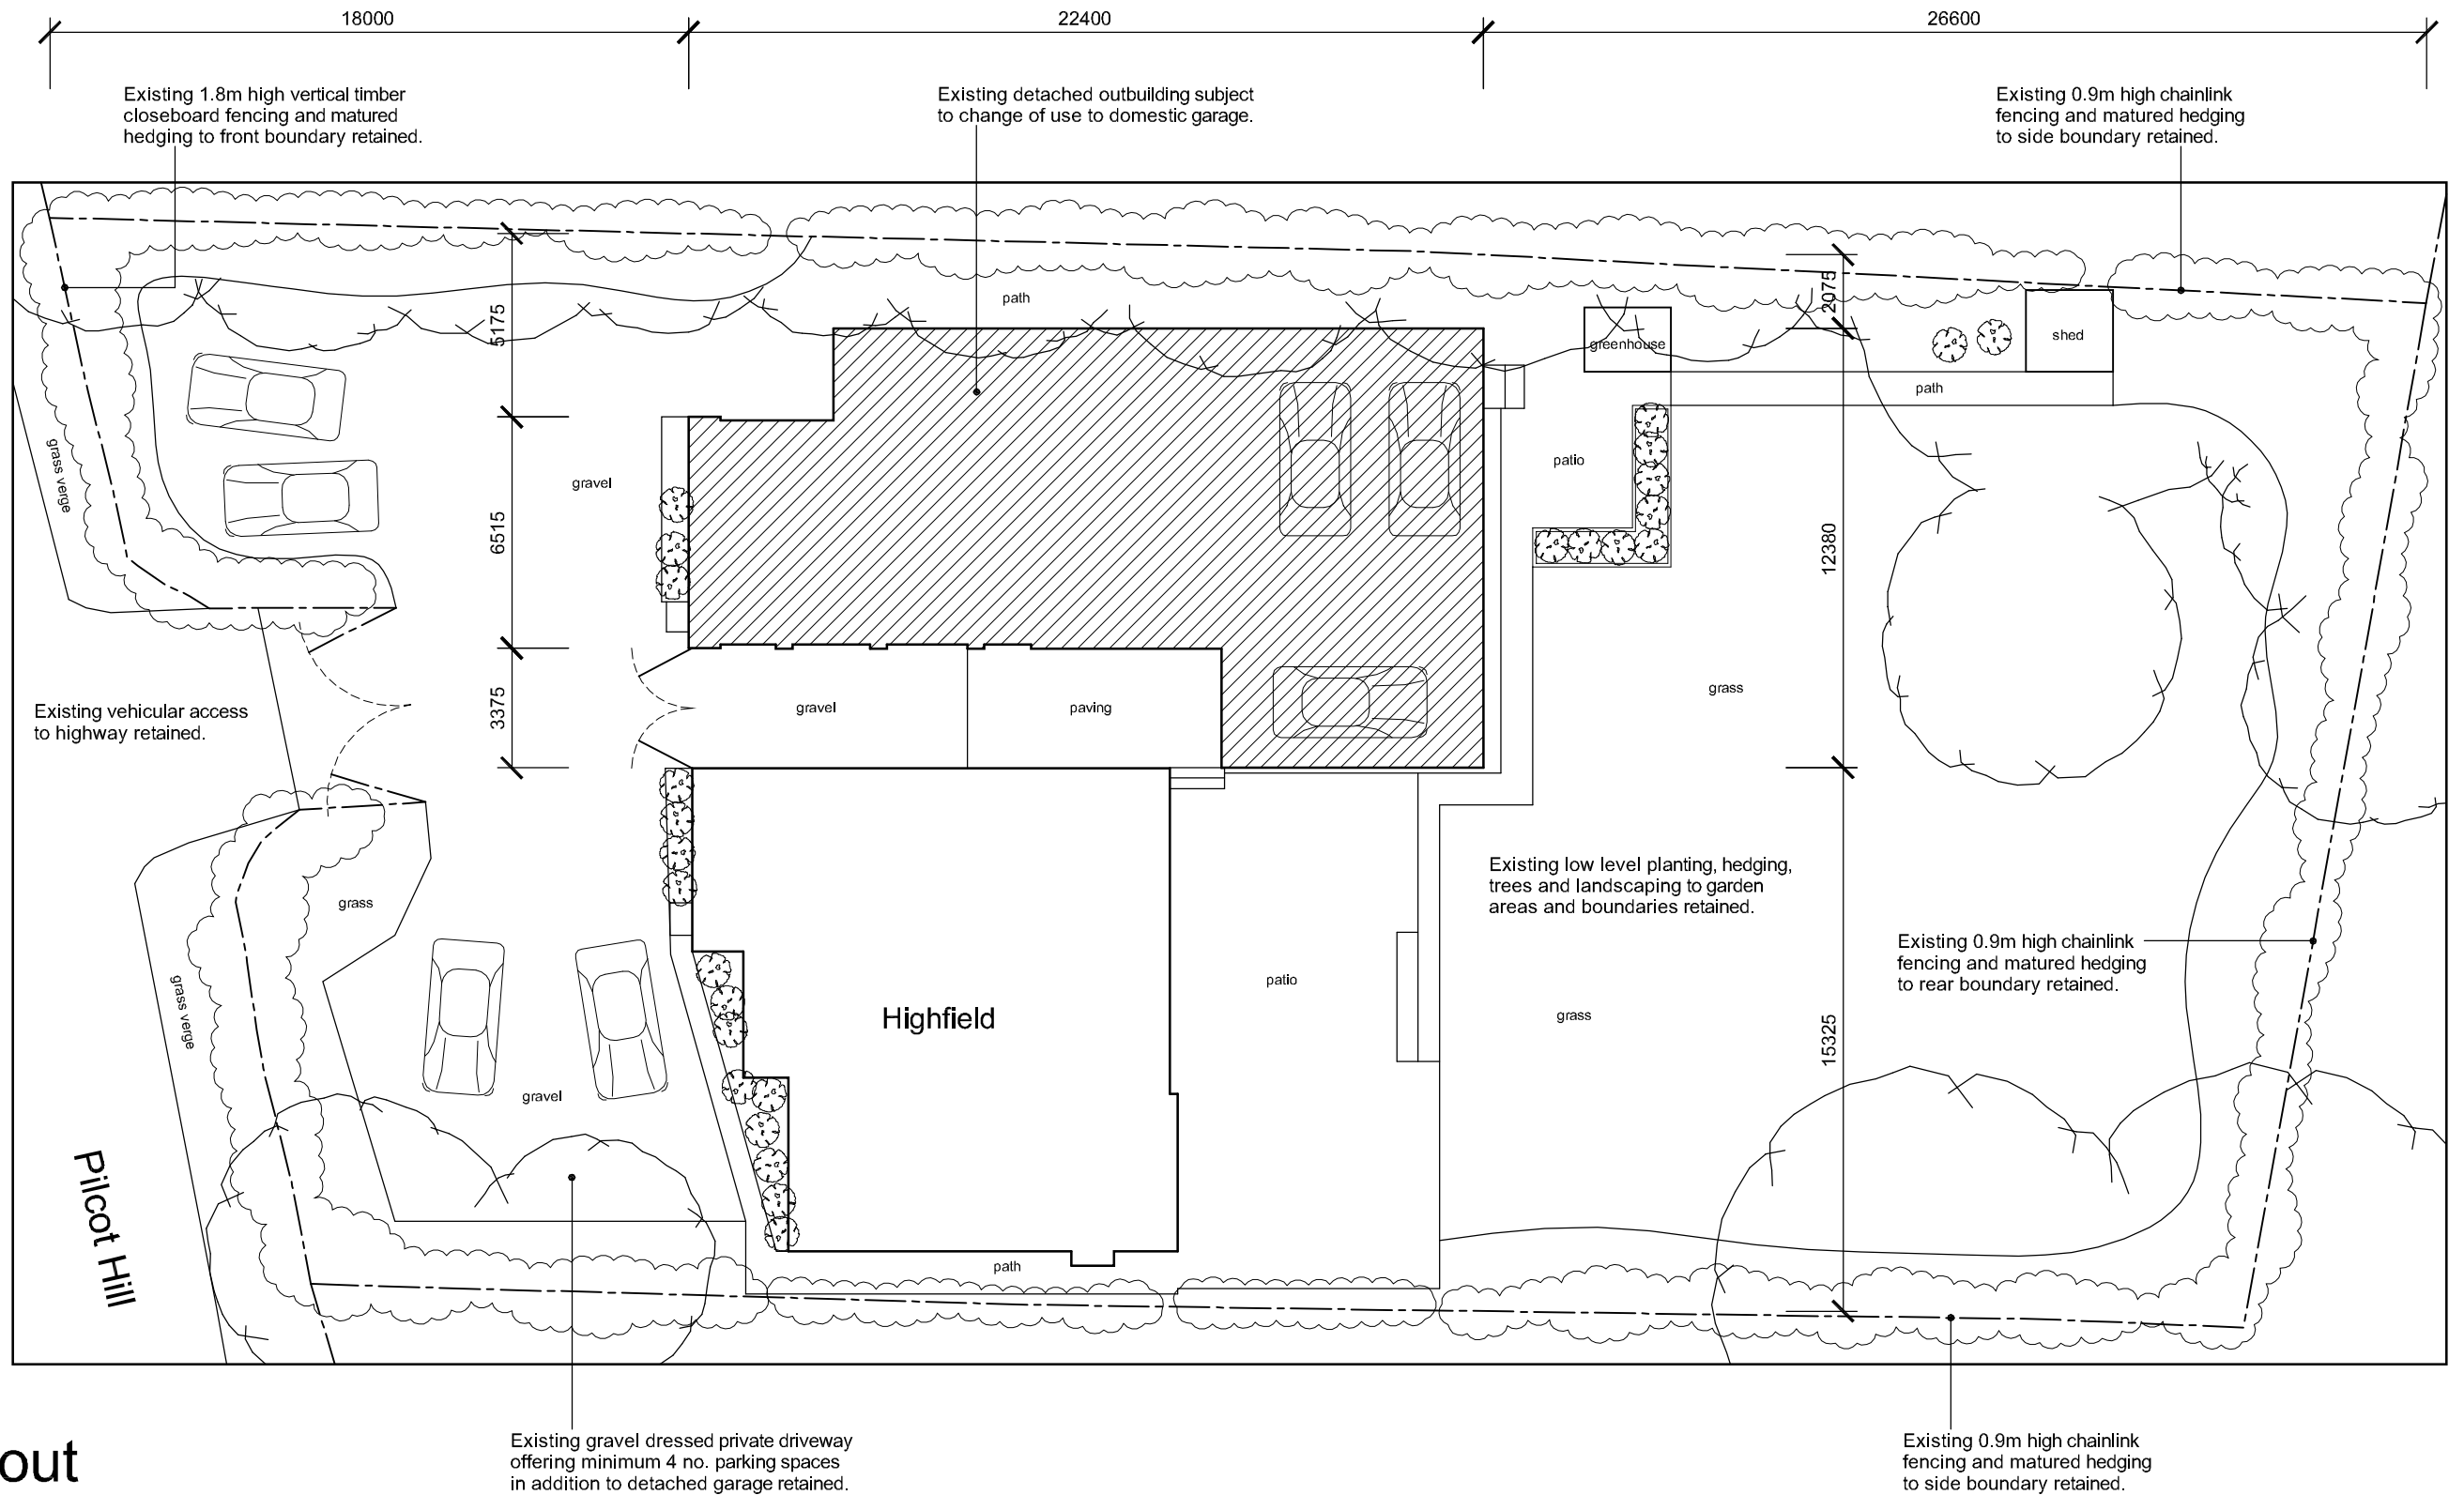 18000
22400
26600
Existing 1.8m high vertical timber
closeboard fencing and matured
hedging to front boundary retained.
Existing detached outbuilding subject
to change of use to domestic garage.
Existing 0.9m high chainlink
fencing and matured hedging
to side boundary retained.
path
2075
5175
greenhouse
shed
path
grass verge
gravel
patio
6515
12380
3375
Existing vehicular access
to highway retained.
gravel
paving
grass
Existing low level planting, hedging,
trees and landscaping to garden
areas and boundaries retained.
grass
Existing 0.9m high chainlink
fencing and matured hedging
to rear boundary retained.
grass verge
patio
Highfield
grass
15325
gravel
Pilcot Hill
path
Existing gravel dressed private driveway
offering minimum 4 no. parking spaces
in addition to detached garage retained.
Existing 0.9m high chainlink
fencing and matured hedging
to side boundary retained.
out